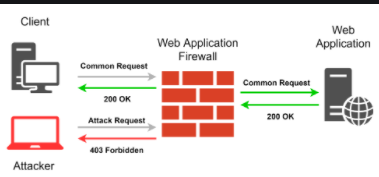 Client
Web Application
Firewall
Web
Application
Common Request
200 OK
Common Request
200 OK
Attack Request
403 Forbidden
Attacker